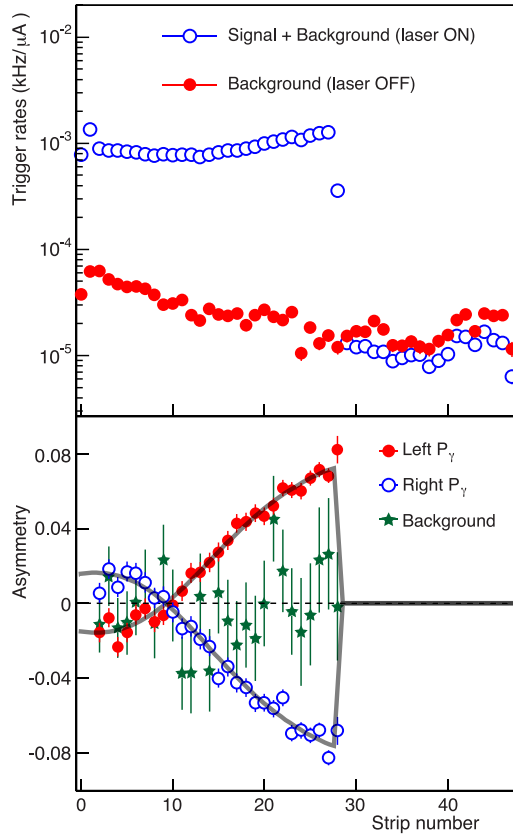 Trigger rates (kHz/μA)
Signal + Background (laser ON)
Background (laser OFF)
10⁻²
10⁻³
10⁻⁴
10⁻⁵
Asymmetry
Left Pγ
Right Pγ
Background
0.08
0.04
0
-0.04
-0.08
0 10 20 30 40
Strip number